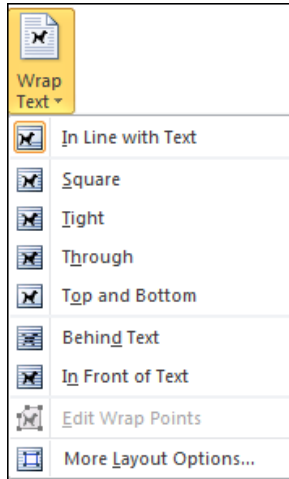 Wrap
Text
In Line with Text
Square
Tight
Through
Top and Bottom
Behind Text
In Front of Text
Edit Wrap Points
More Layout Options...